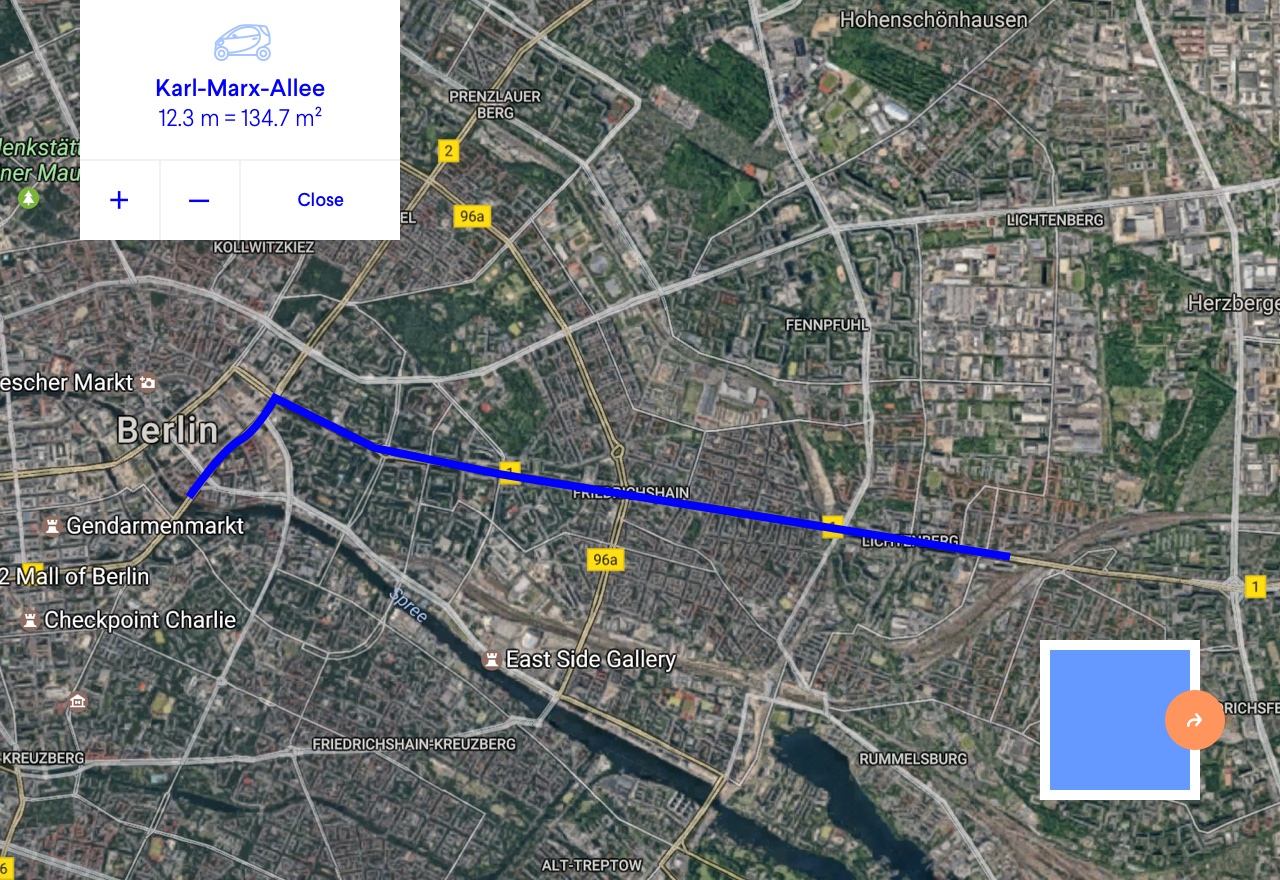 Hohenschönhausen
Karl-Marx-Allee
12.3 m = 134.7 m²
PRENZLAUER
BERG
2
+
—
Close
96a
LICHTENBERG
KOLLWITZKIEZ
Herzberge
FENNPFUHL
escher Markt
Berlin
1
FRIEDRICHSHAIN
Gendarmenmarkt
LICHTENBERG
96a
2 Mall of Berlin
1
Spree
Checkpoint Charlie
East Side Gallery
FRIEDRICHSHAIN-KREUZBERG
KREUZBERG
RUMMELSBURG
ALT-TREPTOW
6